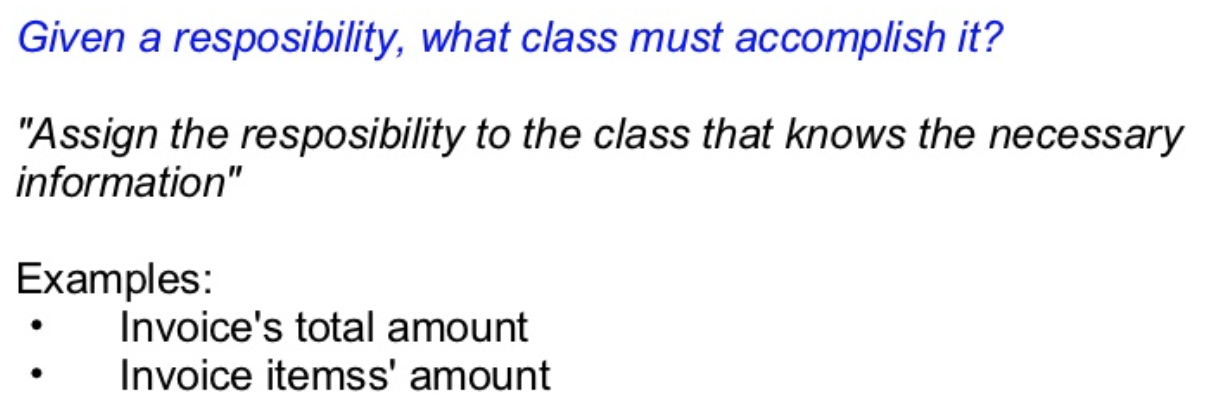 Given a resposibility, what class must accomplish it?
"Assign the resposibility to the class that knows the necessary
information"
Examples:
• Invoice's total amount
• Invoice itemss' amount